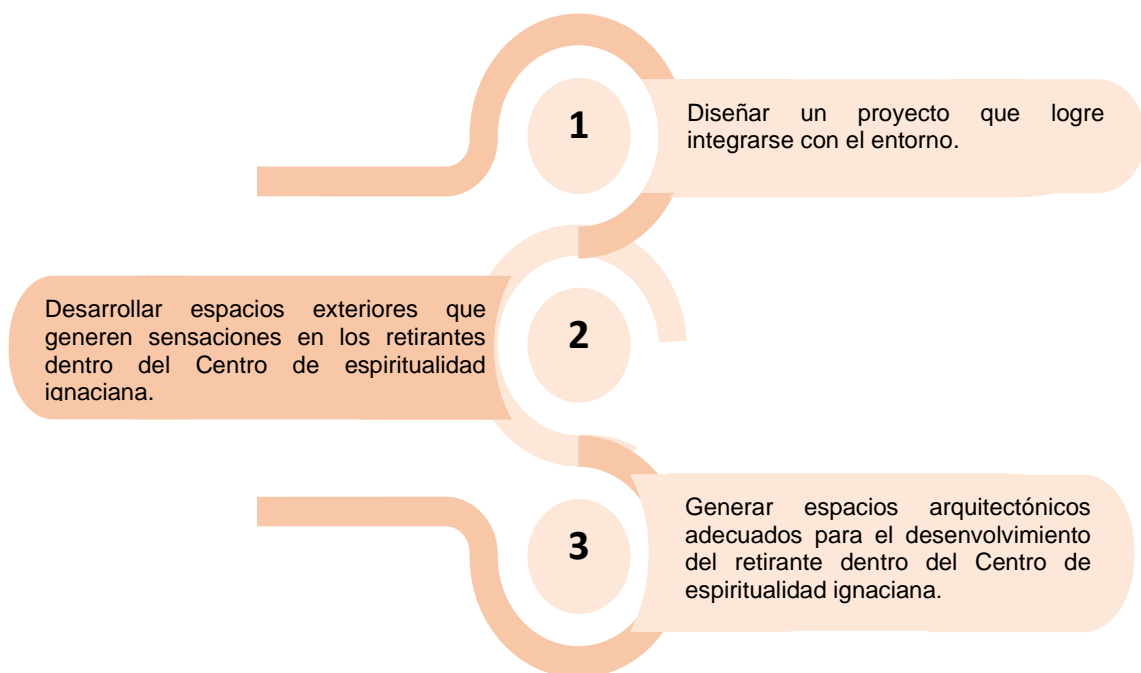 1
Diseñar un proyecto que logre
integrarse con el entorno.
2
Desarrollar espacios exteriores que
generen sensaciones en los retirantes
dentro del Centro de espiritualidad
ignaciana.
3
Generar espacios arquitectónicos
adecuados para el desenvolvimiento
del retirante dentro del Centro de
espiritualidad ignaciana.